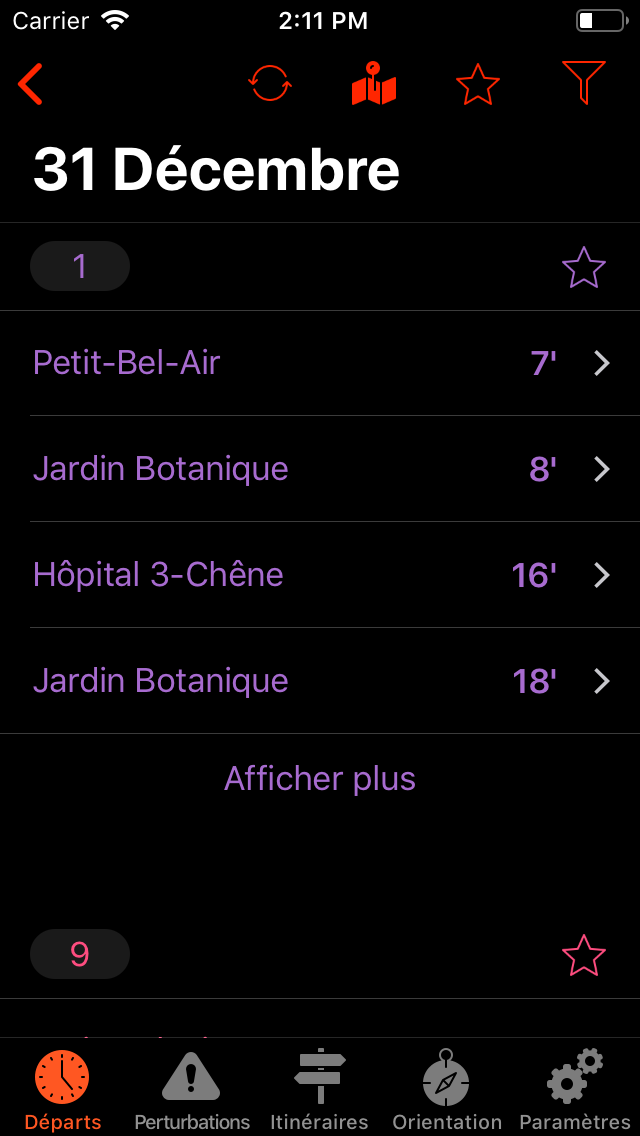 Carrier 2:11 PM
31 Décembre
1
Petit-Bel-Air 7'
Jardin Botanique 8'
Hôpital 3-Chêne 16'
Jardin Botanique 18'
Afficher plus
9
Départs Perturbations Itinéraires Orientation Paramètres